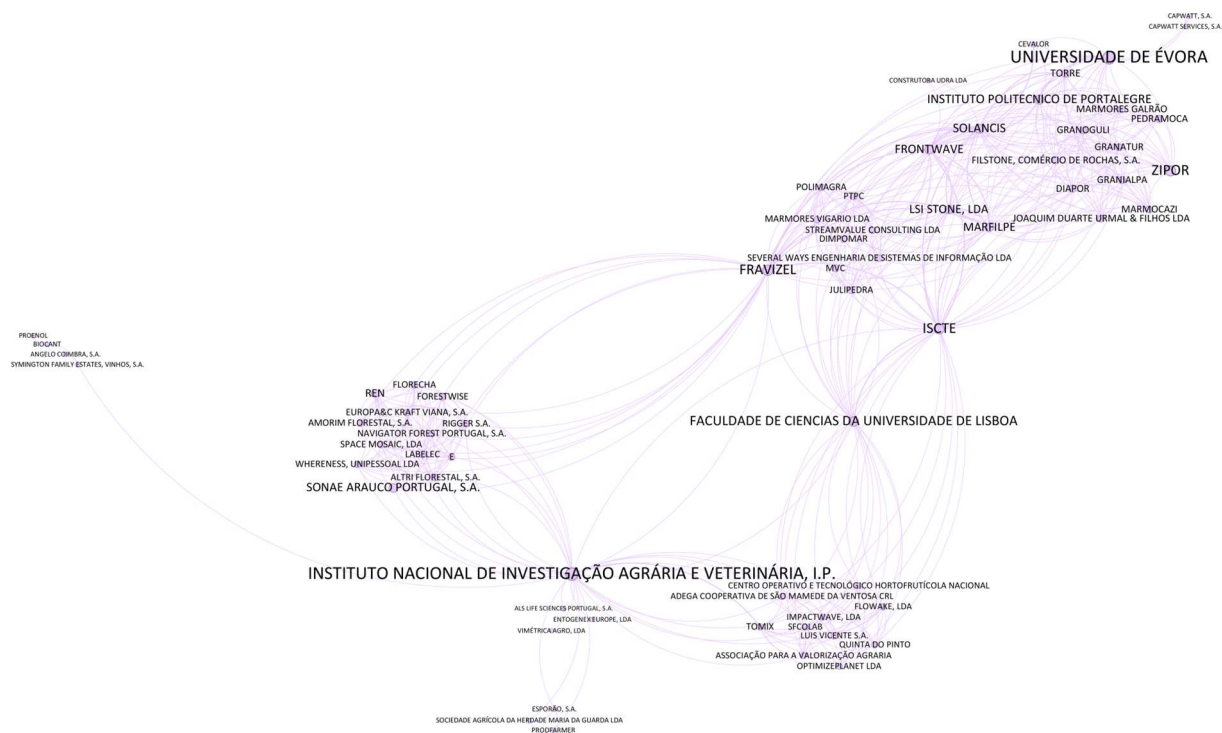 CAPWATT, S.A.
CAPWATT SERVICES, S.A.
CEVALOR
UNIVERSIDADE DE ÉVORA
TORRE
CONSTRUTORA UDRA LDA
INSTITUTO POLITECNICO DE PORTALEGRE
MARMORES GALRÃO
PEDRAMOCA
SOLANCIS
GRANOGULI
FRONTWAVE
GRANATUR
FILSTONE, COMÉRCIO DE ROCHAS, S.A.
ZIPOR
GRANIALPA
POLIMAGRA
DIAPOR
PTPC
LSI STONE, LDA
MARMOCAZI
MARMORES VIGARIO LDA
JOAQUIM DUARTE URMAL & FILHOS LDA
STREAMVALUE CONSULTING LDA
MARFILPE
DIMPOMAR
SEVERAL WAYS ENGENHARIA DE SISTEMAS DE INFORMAÇÃO LDA
FRAVIZEL
MVC
JULIPEDRA
ISCTE
PROENOL
BIOCANT
ANGELO COIMBRA, S.A.
SYMINGTON FAMILY ESTATES, VINHOS, S.A.
FLORECHA
REN
FORESTWISE
EUROPA&C KRAFT VIANA, S.A.
AMORIM FLORESTAL, S.A.
RIGGER S.A.
FACULDADE DE CIENCIAS DA UNIVERSIDADE DE LISBOA
NAVIGATOR FOREST PORTUGAL, S.A.
SPACE MOSAIC, LDA
LABELEC
E
WHERENESS, UNIPESSOAL LDA
ALTRI FLORESTAL, S.A.
SONAE ARAUCO PORTUGAL, S.A.
INSTITUTO NACIONAL DE INVESTIGAÇÃO AGRÁRIA E VETERINÁRIA, I.P.
CENTRO OPERATIVO E TECNOLÓGICO HORTOFRUTÍCOLA NACIONAL
ADEGA COOPERATIVA DE SÃO MAMEDE DA VENTOSA CRL
FLOWAKE, LDA
ALS LIFE SCIENCES PORTUGAL, S.A.
ENTOGENEX EUROPE, LDA
IMPACTWAVE, LDA
VIMÉTRICA AGRO, LDA
TOMIX
SFCOLAB
LUIS VICENTE S.A.
QUINTA DO PINTO
ASSOCIAÇÃO PARA A VALORIZAÇÃO AGRARIA
OPTIMIZEPLANET LDA
ESPORÃO, S.A.
SOCIEDADE AGRÍCOLA DA HERDADE MARIA DA GUARDA LDA
PRODFARMER